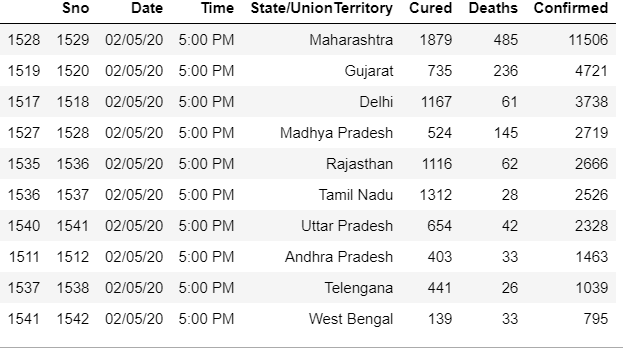 Sno Date Time State/UnionTerritory Cured Deaths Confirmed
1528 1529 02/05/20 5:00 PM Maharashtra 1879 485 11506
1519 1520 02/05/20 5:00 PM Gujarat 735 236 4721
1517 1518 02/05/20 5:00 PM Delhi 1167 61 3738
1527 1528 02/05/20 5:00 PM Madhya Pradesh 524 145 2719
1535 1536 02/05/20 5:00 PM Rajasthan 1116 62 2666
1536 1537 02/05/20 5:00 PM Tamil Nadu 1312 28 2526
1540 1541 02/05/20 5:00 PM Uttar Pradesh 654 42 2328
1511 1512 02/05/20 5:00 PM Andhra Pradesh 403 33 1463
1537 1538 02/05/20 5:00 PM Telengana 441 26 1039
1541 1542 02/05/20 5:00 PM West Bengal 139 33 795